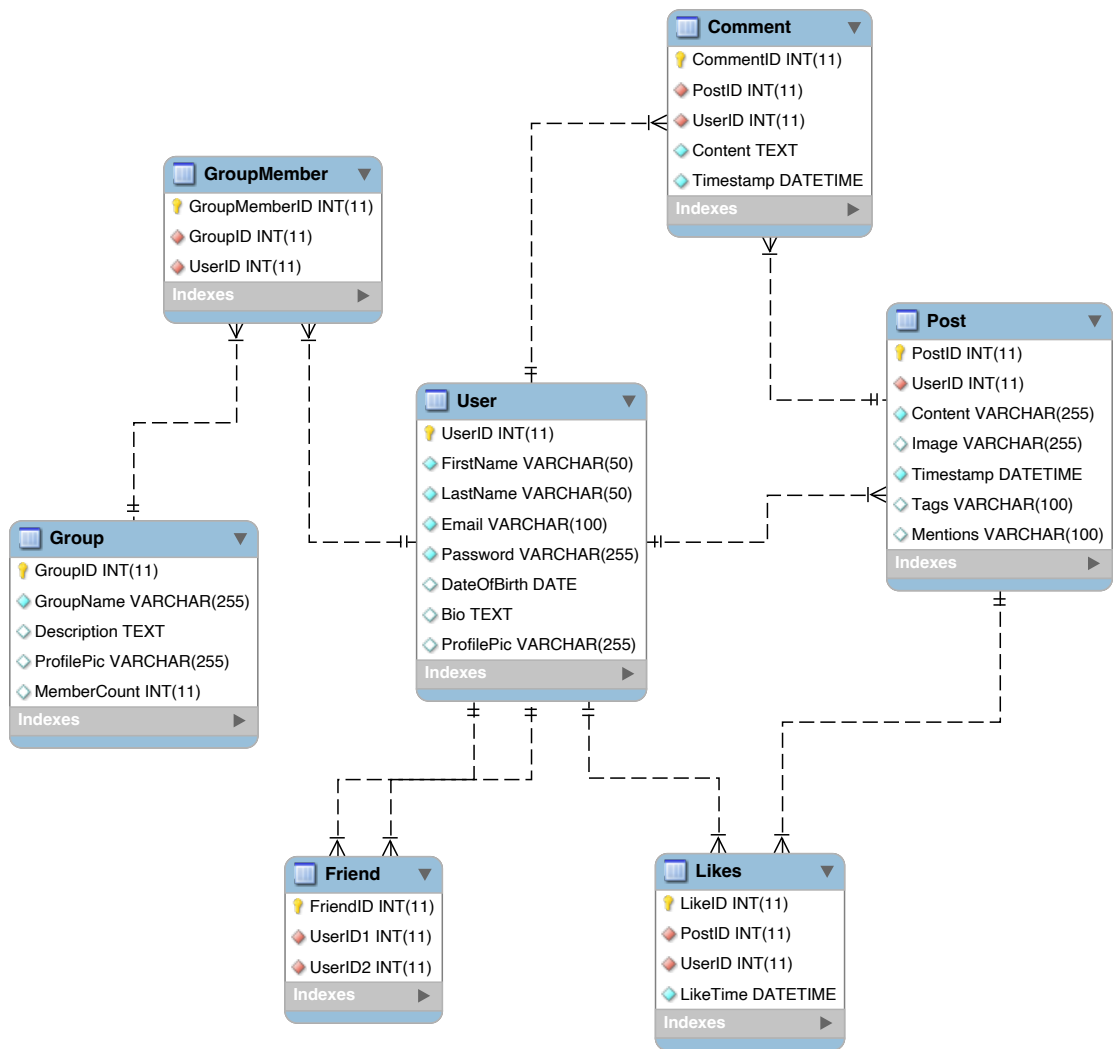 Comment
CommentID INT(11)
PostID INT(11)
UserID INT(11)
Content TEXT
Timestamp DATETIME
Indexes
GroupMember
GroupMemberID INT(11)
GroupID INT(11)
UserID INT(11)
Indexes
Post
PostID INT(11)
UserID INT(11)
Content VARCHAR(255)
Image VARCHAR(255)
Timestamp DATETIME
Tags VARCHAR(100)
Mentions VARCHAR(100)
Indexes
User
UserID INT(11)
FirstName VARCHAR(50)
LastName VARCHAR(50)
Email VARCHAR(100)
Password VARCHAR(255)
DateOfBirth DATE
Bio TEXT
ProfilePic VARCHAR(255)
Indexes
Group
GroupID INT(11)
GroupName VARCHAR(255)
Description TEXT
ProfilePic VARCHAR(255)
MemberCount INT(11)
Indexes
Friend
FriendID INT(11)
UserID1 INT(11)
UserID2 INT(11)
Indexes
Likes
LikeID INT(11)
PostID INT(11)
UserID INT(11)
LikeTime DATETIME
Indexes